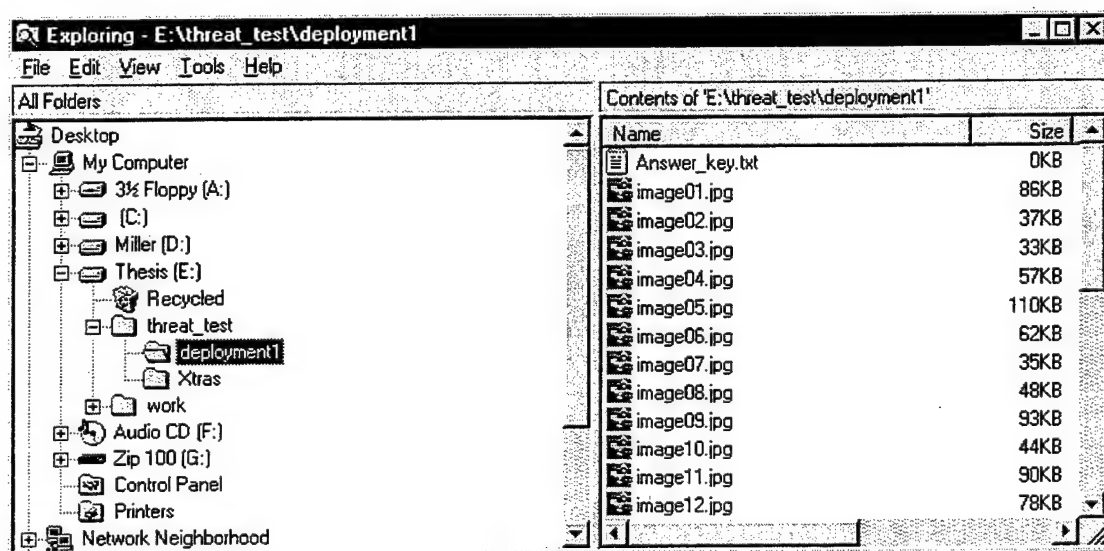 Exploring - E:\threat_test\deployment1
File Edit View Tools Help
All Folders
Desktop
My Computer
3½ Floppy (A:)
(C:)
Miller (D:)
Thesis (E:)
Recycled
threat_test
deployment1
Xtras
work
Audio CD (F:)
Zip 100 (G:)
Control Panel
Printers
Network Neighborhood
Contents of 'E:\threat_test\deployment1'
Name Size
Answer_key.txt 0KB
image01.jpg 86KB
image02.jpg 37KB
image03.jpg 33KB
image04.jpg 57KB
image05.jpg 110KB
image06.jpg 62KB
image07.jpg 35KB
image08.jpg 48KB
image09.jpg 93KB
image10.jpg 44KB
image11.jpg 90KB
image12.jpg 78KB